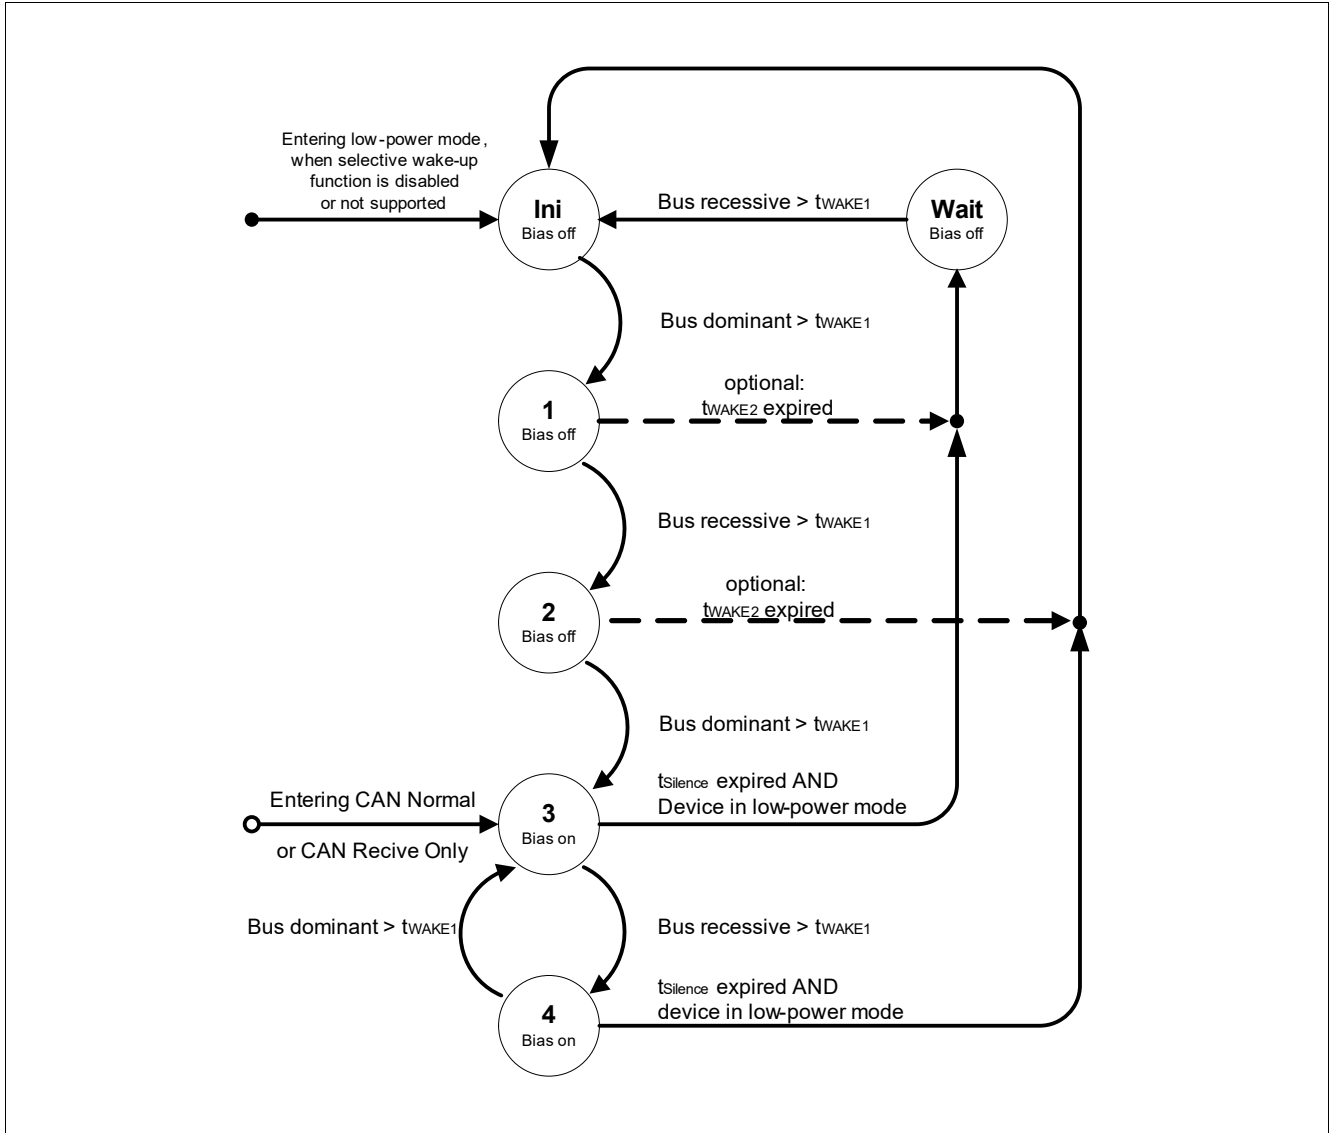 Entering low-power mode,
when selective wake-up
function is disabled
or not supported
Ini
Bias off
Bus recessive > tWAKE1
Wait
Bias off
Bus dominant > tWAKE1
optional:
tWAKE2 expired
1
Bias off
Bus recessive > tWAKE1
optional:
tWAKE2 expired
2
Bias off
Bus dominant > tWAKE1
tSilence expired AND
Device in low-power mode
Entering CAN Normal
or CAN Recive Only
3
Bias on
Bus dominant > tWAKE1
Bus recessive > tWAKE1
tSilence expired AND
device in low-power mode
4
Bias on